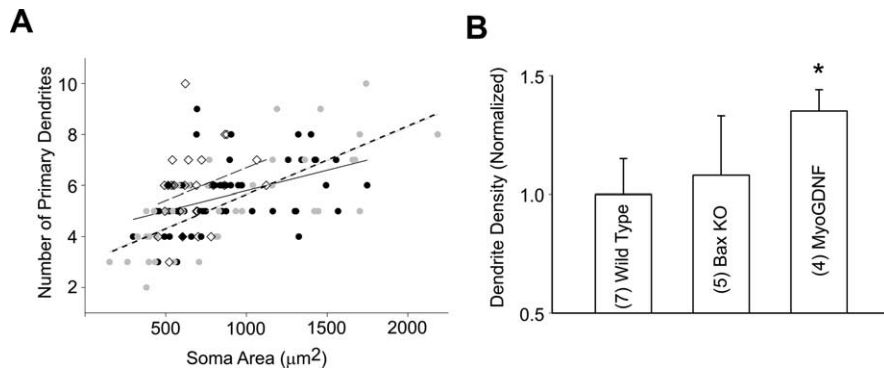 A
Number of Primary Dendrites
10
8
6
4
2
500
1000
1500
2000
Soma Area (μm²)
B
Dendrite Density (Normalized)
1.5
1.0
0.5
(7) Wild Type
(5) Bax KO
(4) MyoGDNF
*